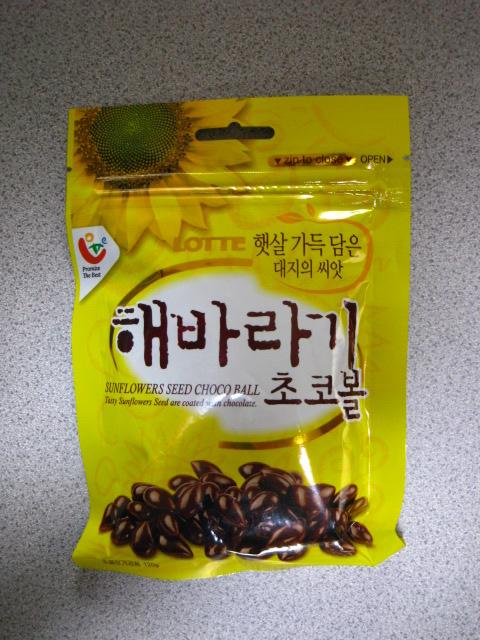 zip to close OPEN
Promise
The Best
LOTTE
햇살 가득 담은
대지의 씨앗
해바라기
초코볼
SUNFLOWERS SEED CHOCO BALL
Tasty Sunflowers Seed are coated with chocolate.
120g